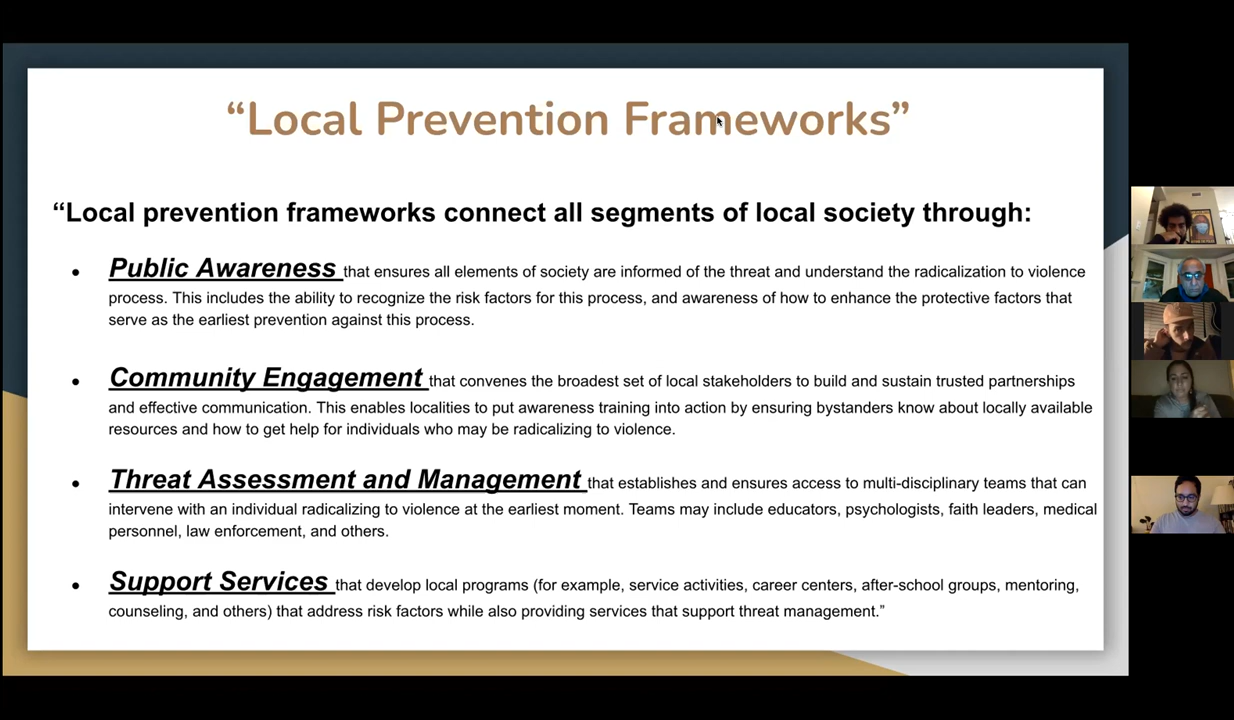 “Local Prevention Frameworks”
“Local prevention frameworks connect all segments of local society through:
● Public Awareness that ensures all elements of society are informed of the threat and understand the radicalization to violence
process. This includes the ability to recognize the risk factors for this process, and awareness of how to enhance the protective factors that
serve as the earliest prevention against this process.
● Community Engagement that convenes the broadest set of local stakeholders to build and sustain trusted partnerships
and effective communication. This enables localities to put awareness training into action by ensuring bystanders know about locally available
resources and how to get help for individuals who may be radicalizing to violence.
● Threat Assessment and Management that establishes and ensures access to multi-disciplinary teams that can
intervene with an individual radicalizing to violence at the earliest moment. Teams may include educators, psychologists, faith leaders, medical
personnel, law enforcement, and others.
● Support Services that develop local programs (for example, service activities, career centers, after-school groups, mentoring,
counseling, and others) that address risk factors while also providing services that support threat management.”